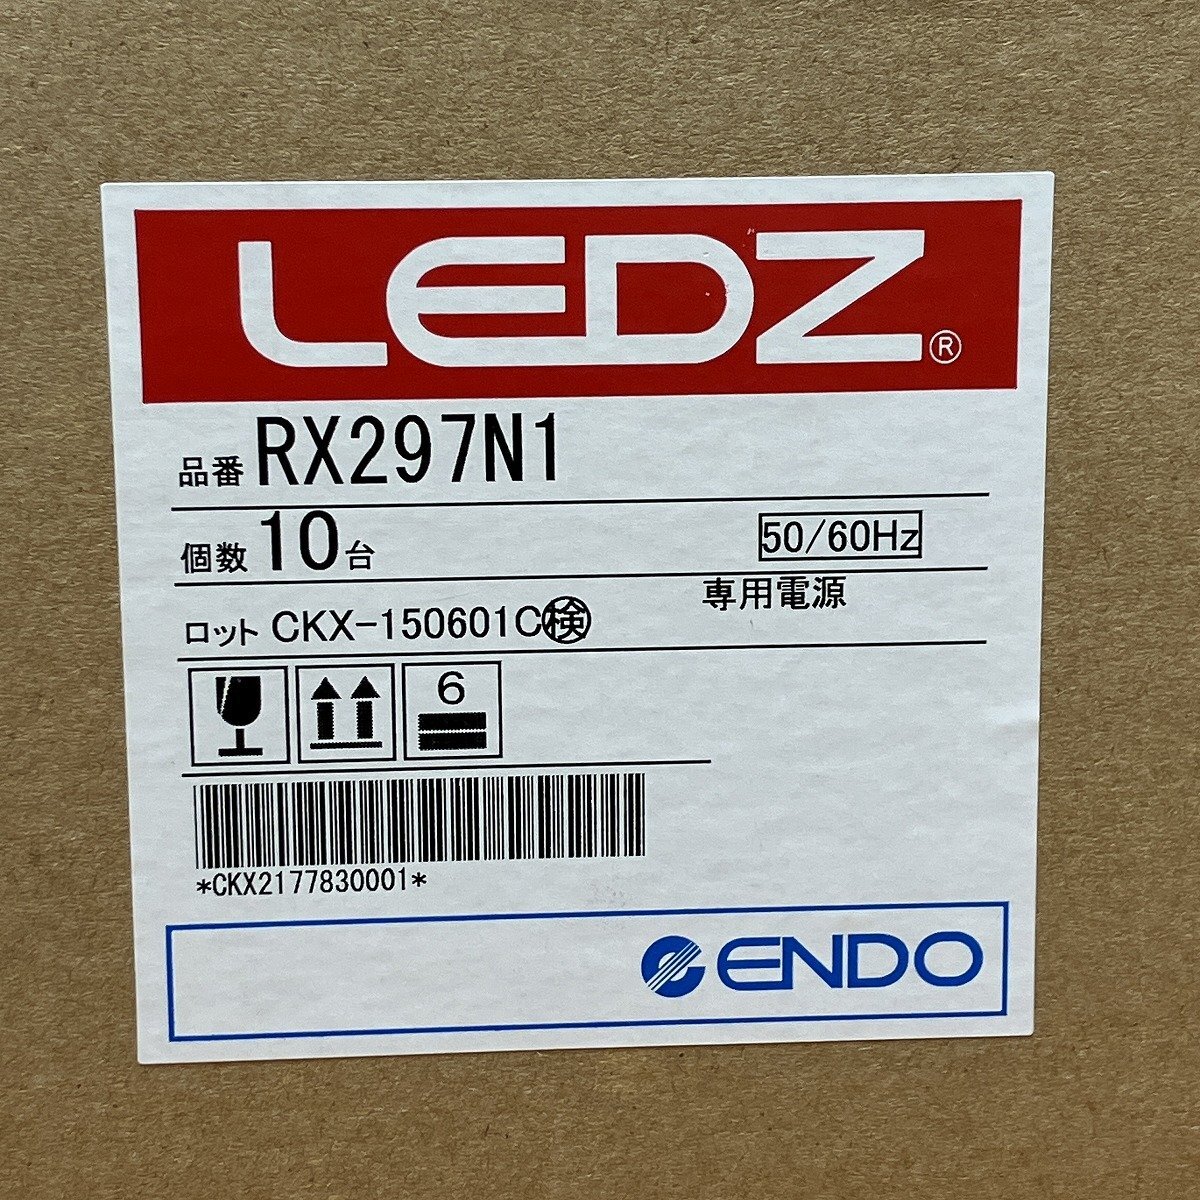 LEDZ®
品番 RX297N1
個数 10台 50/60Hz
専用電源
ロット CKX-150601C検
6
*CKX2177830001*
ENDO